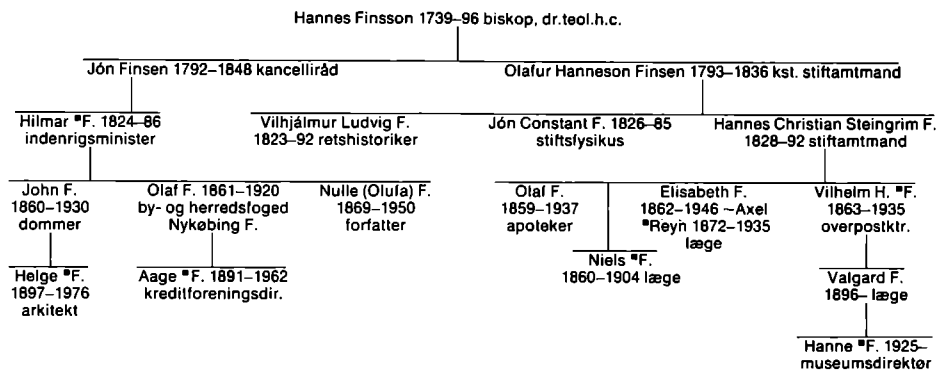 Hannes Finsson 1739–96 biskop, dr.teol.h.c.
Jón Finsen 1792–1848 kancelliråd
Olafur Hanneson Finsen 1793–1836 kst. stiftamtmand
Hilmar ■F. 1824–86
indenrigsminister
Vilhjálmur Ludvig F.
1823–92 retshistoriker
Jón Constant F. 1826–85
stiftsfysikus
Hannes Christian Steingrim F.
1828–92 stiftamtmand
John F.
1860–1930
dommer
Olaf F. 1861–1920
by- og herredsfoged
Nykøbing F.
Nulle (Olufa) F.
1869–1950
forfatter
Olaf F.
1859–1937
apoteker
Elisabeth F.
1862–1946 ~Axel
■Reyn 1872–1935
læge
Vilhelm H. ■F.
1863–1935
overpostktr.
Niels ■F.
1860–1904 læge
Helge ■F.
1897–1976
arkitekt
Aage ■F. 1891–1962
kreditforeningsdir.
Valgard F.
1896– læge
Hanne ■F. 1925–
museumsdirektør